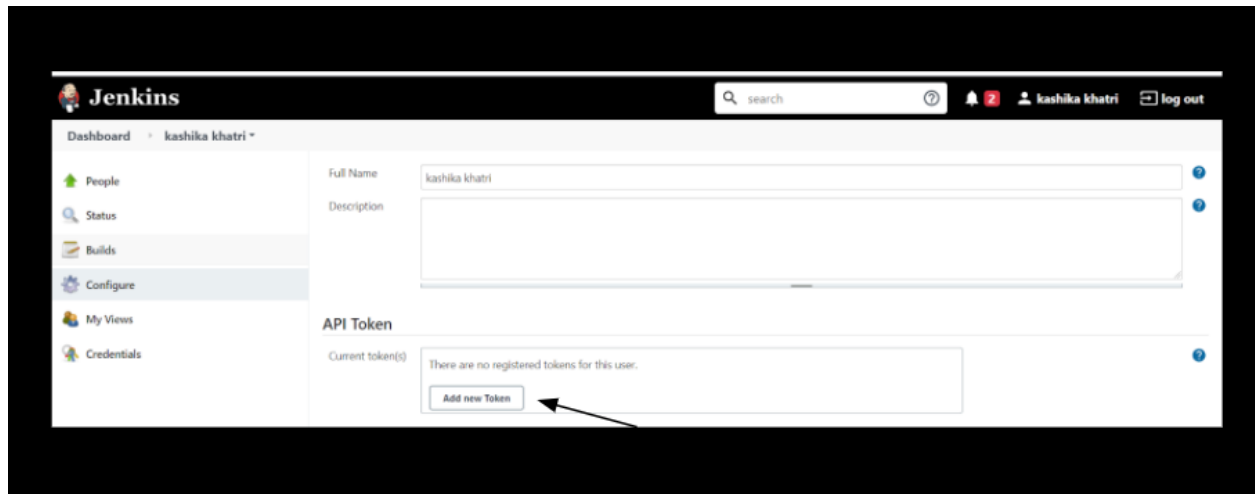 Jenkins
search
2
kashika khatri
log out
Dashboard
kashika khatri
People
Status
Builds
Configure
My Views
Credentials
Full Name
kashika khatri
Description
API Token
Current token(s)
There are no registered tokens for this user.
Add new Token